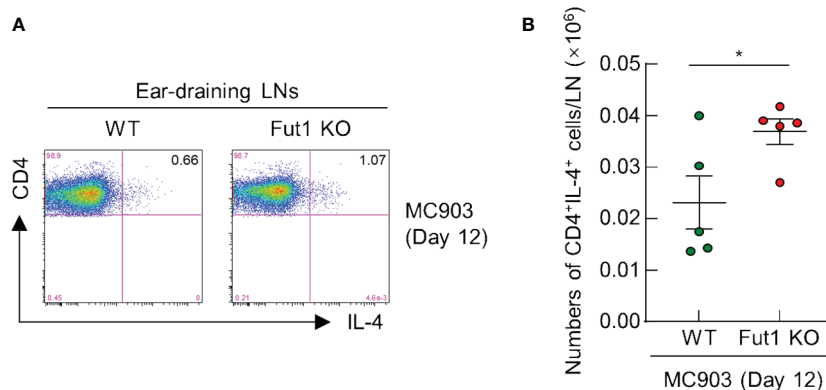 A
Ear-draining LNs
WT
Fut1 KO
CD4
98.9
0.66
0.45
0
98.7
1.07
0.21
4.6e-3
MC903
(Day 12)
IL-4
B
Numbers of CD4⁺IL-4⁺ cells/LN (×10⁶)
*
0.05
0.04
0.03
0.02
0.01
0.00
WT
Fut1 KO
MC903 (Day 12)